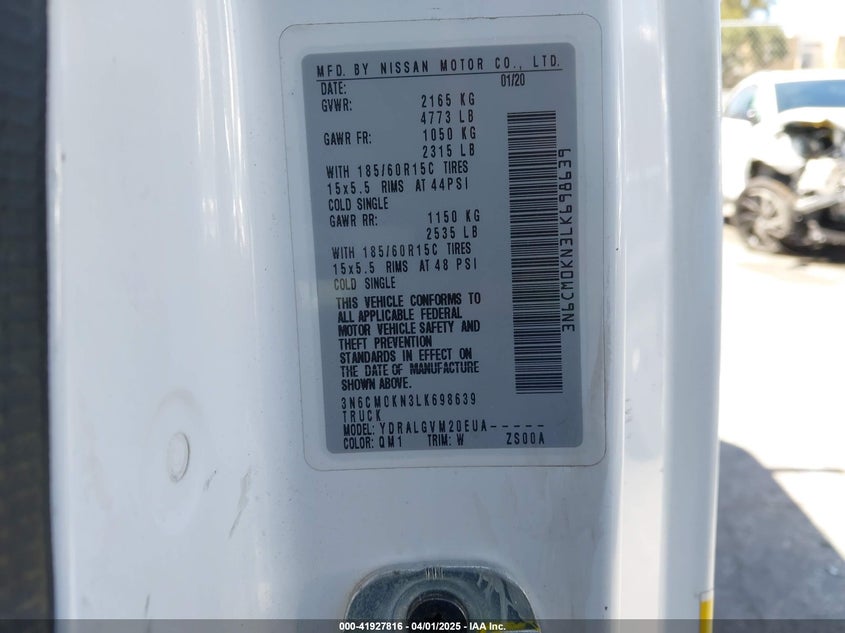 MFD. BY NISSAN MOTOR CO., LTD.
DATE: 01/20
GVWR: 2165 KG
4773 LB
GAWR FR: 1050 KG
2315 LB
WITH 185/60R15C TIRES
15x5.5 RIMS AT 44PSI
COLD SINGLE
GAWR RR: 1150 KG
2535 LB
WITH 185/60R15C TIRES
15x5.5 RIMS AT 48 PSI
COLD SINGLE
THIS VEHICLE CONFORMS TO
ALL APPLICABLE FEDERAL
MOTOR VEHICLE SAFETY AND
THEFT PREVENTION
STANDARDS IN EFFECT ON
THE DATE OF MANUFACTURE
SHOWN ABOVE.
3N6CM0KN3LK698639
TRUCK
MODEL: YDRALGVM20EUA-----
COLOR: QM1 TRIM: W ZS00A
3N6CM0KN3LK698639
000-41927816 - 04/01/2025 - IAA Inc.